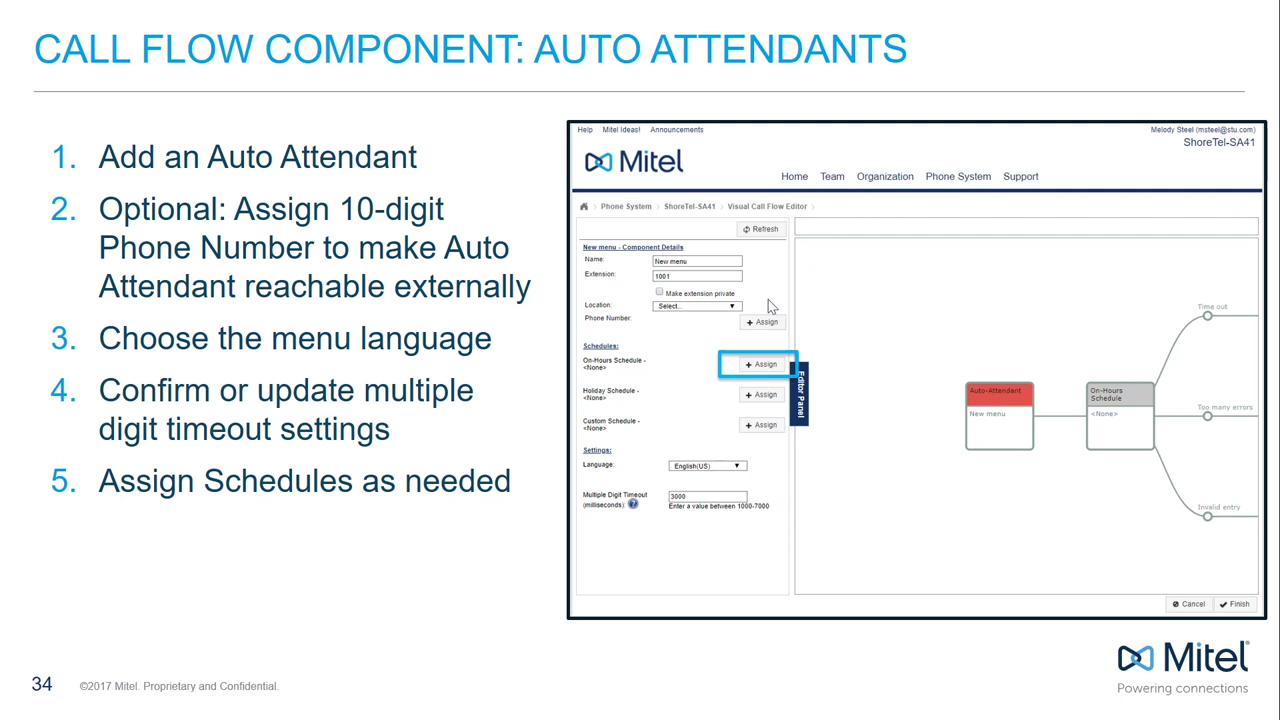 CALL FLOW COMPONENT: AUTO ATTENDANTS
1. Add an Auto Attendant
2. Optional: Assign 10-digit
Phone Number to make Auto
Attendant reachable externally
3. Choose the menu language
4. Confirm or update multiple
digit timeout settings
5. Assign Schedules as needed
Help Mitel Ideas! Announcements
Melody Steel (msteel@stu.com)
ShoreTel-SA41
Mitel
Home Team Organization Phone System Support
Phone System > ShoreTel-SA41 > Visual Call Flow Editor >
Refresh
New menu - Component Details
Name: New menu
Extension: 1001
Make extension private
Location: Select...
Phone Number:
+ Assign
Schedules:
On-Hours Schedule -
<None>
+ Assign
Holiday Schedule -
<None>
+ Assign
Custom Schedule -
<None>
+ Assign
Settings:
Language: English(US)
Multiple Digit Timeout
(milliseconds): ?
3000
Enter a value between 1000-7000
Editor Panel
Auto-Attendant
New menu
On-Hours
Schedule
<None>
Time out
Too many errors
Invalid entry
Cancel Finish
Mitel®
Powering connections
34 ©2017 Mitel. Proprietary and Confidential.